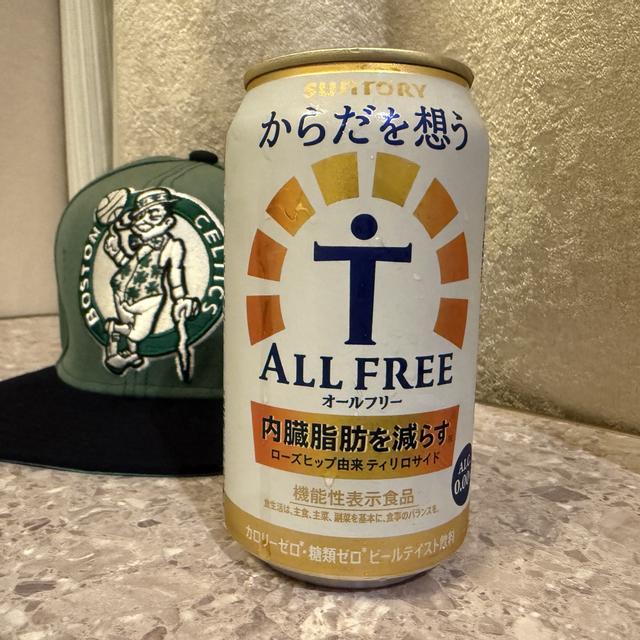 SUNTORY
からだを想う
ALL FREE
オールフリー
内臓脂肪を減らす※
ローズヒップ由来 ティリロサイド
機能性表示食品
食生活は、主食、主菜、副菜を基本に、食事のバランスを。
カロリーゼロ※・糖類ゼロ※ ビールテイスト飲料
ALC.
0.00
BOSTON
CELTICS